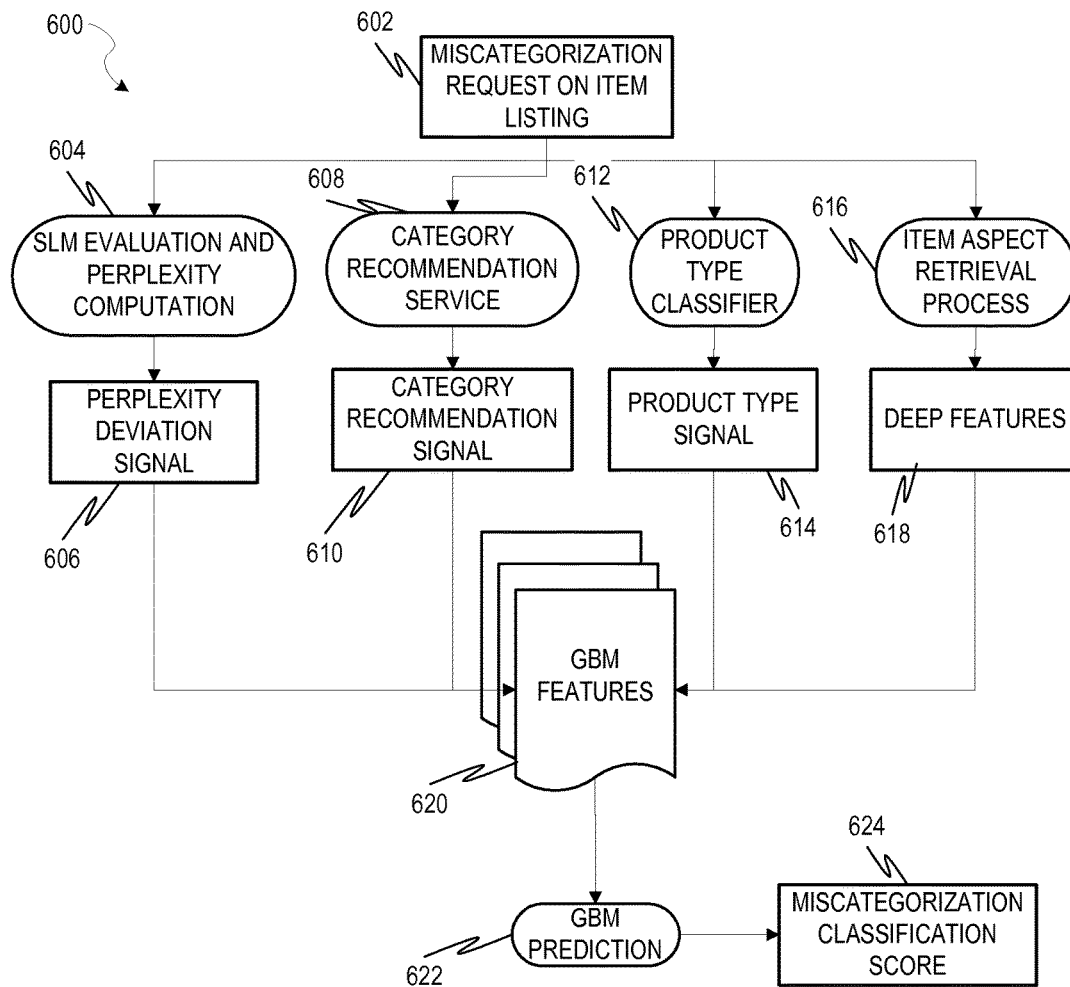 600
602
MISCATEGORIZATION
REQUEST ON ITEM
LISTING
604
SLM EVALUATION AND
PERPLEXITY
COMPUTATION
608
CATEGORY
RECOMMENDATION
SERVICE
612
PRODUCT
TYPE
CLASSIFIER
616
ITEM ASPECT
RETRIEVAL
PROCESS
PERPLEXITY
DEVIATION
SIGNAL
606
CATEGORY
RECOMMENDATION
SIGNAL
610
PRODUCT TYPE
SIGNAL
614
DEEP FEATURES
618
GBM
FEATURES
620
GBM
PREDICTION
622
624
MISCATEGORIZATION
CLASSIFICATION
SCORE